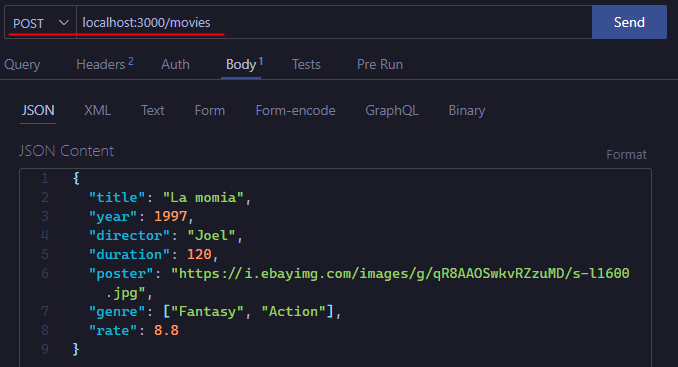 POST localhost:3000/movies Send
Query Headers 2 Auth Body 1 Tests Pre Run
JSON XML Text Form Form-encode GraphQL Binary
JSON Content Format
1 {
2 "title": "La momia",
3 "year": 1997,
4 "director": "Joel",
5 "duration": 120,
6 "poster": "https://i.ebayimg.com/images/g/qR8AAOSwkvRZzuMD/s-l1600
.jpg",
7 "genre": ["Fantasy", "Action"],
8 "rate": 8.8
9 }